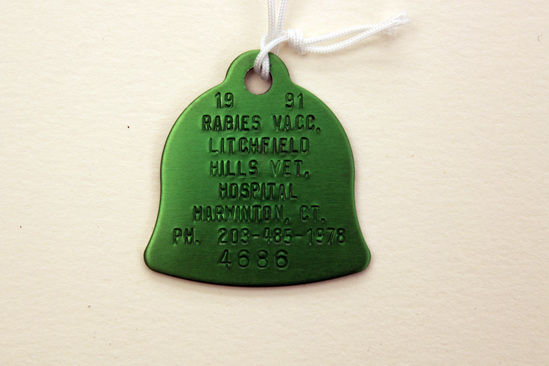 19 91
RABIES VACC.
LITCHFIELD
HILLS VET.
HOSPITAL
HARWINTON, CT.
PH. 203-485-1978
4686